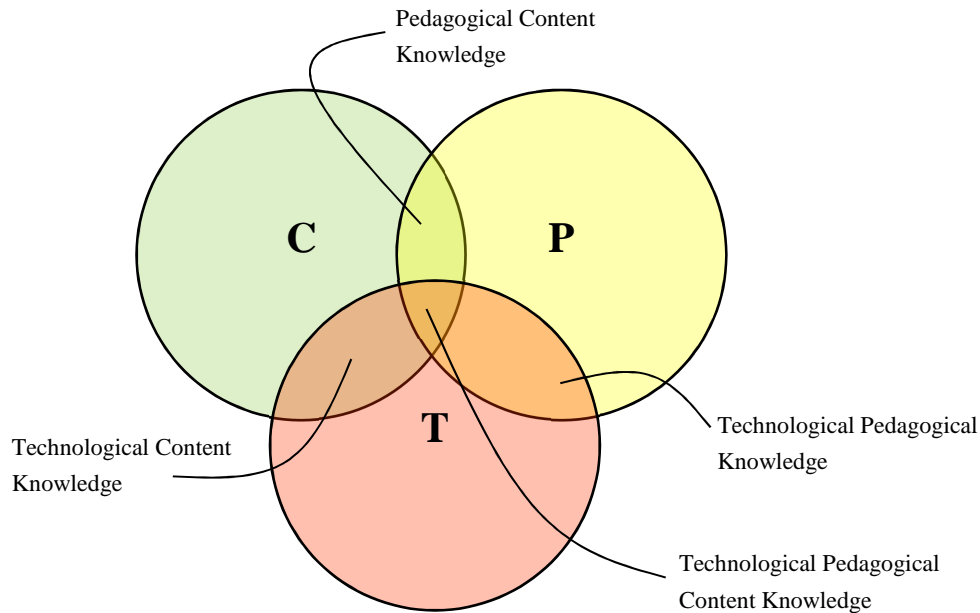 Pedagogical Content
Knowledge
C
P
T
Technological Content
Knowledge
Technological Pedagogical
Knowledge
Technological Pedagogical
Content Knowledge